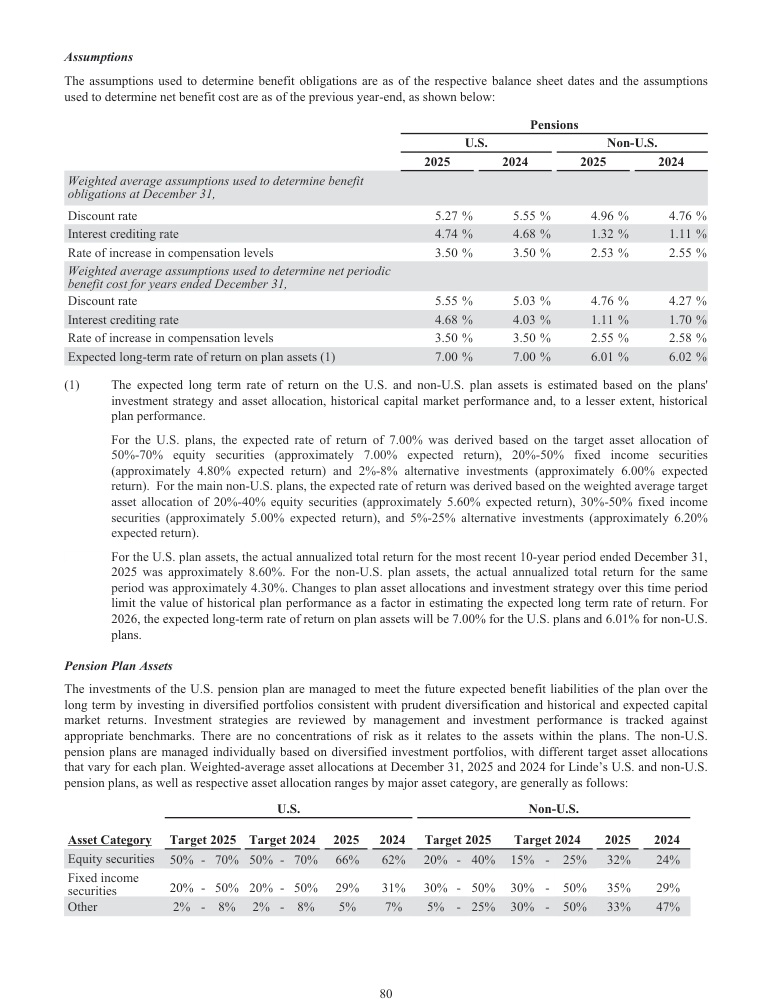 Assumptions
The assumptions used to determine benefit obligations are as of the respective balance sheet dates and the assumptions
used to determine net benefit cost are as of the previous year-end, as shown below:
Pensions
U.S. Non-U.S.
2025 2024 2025 2024
Weighted average assumptions used to determine benefit
obligations at December 31,
Discount rate 5.27 % 5.55 % 4.96 % 4.76 %
Interest crediting rate 4.74 % 4.68 % 1.32 % 1.11 %
Rate of increase in compensation levels 3.50 % 3.50 % 2.53 % 2.55 %
Weighted average assumptions used to determine net periodic
benefit cost for years ended December 31,
Discount rate 5.55 % 5.03 % 4.76 % 4.27 %
Interest crediting rate 4.68 % 4.03 % 1.11 % 1.70 %
Rate of increase in compensation levels 3.50 % 3.50 % 2.55 % 2.58 %
Expected long-term rate of return on plan assets (1) 7.00 % 7.00 % 6.01 % 6.02 %
(1) The expected long term rate of return on the U.S. and non-U.S. plan assets is estimated based on the plans'
investment strategy and asset allocation, historical capital market performance and, to a lesser extent, historical
plan performance.
For the U.S. plans, the expected rate of return of 7.00% was derived based on the target asset allocation of
50%-70% equity securities (approximately 7.00% expected return), 20%-50% fixed income securities
(approximately 4.80% expected return) and 2%-8% alternative investments (approximately 6.00% expected
return). For the main non-U.S. plans, the expected rate of return was derived based on the weighted average target
asset allocation of 20%-40% equity securities (approximately 5.60% expected return), 30%-50% fixed income
securities (approximately 5.00% expected return), and 5%-25% alternative investments (approximately 6.20%
expected return).
For the U.S. plan assets, the actual annualized total return for the most recent 10-year period ended December 31,
2025 was approximately 8.60%. For the non-U.S. plan assets, the actual annualized total return for the same
period was approximately 4.30%. Changes to plan asset allocations and investment strategy over this time period
limit the value of historical plan performance as a factor in estimating the expected long term rate of return. For
2026, the expected long-term rate of return on plan assets will be 7.00% for the U.S. plans and 6.01% for non-U.S.
plans.
Pension Plan Assets
The investments of the U.S. pension plan are managed to meet the future expected benefit liabilities of the plan over the
long term by investing in diversified portfolios consistent with prudent diversification and historical and expected capital
market returns. Investment strategies are reviewed by management and investment performance is tracked against
appropriate benchmarks. There are no concentrations of risk as it relates to the assets within the plans. The non-U.S.
pension plans are managed individually based on diversified investment portfolios, with different target asset allocations
that vary for each plan. Weighted-average asset allocations at December 31, 2025 and 2024 for Linde's U.S. and non-U.S.
pension plans, as well as respective asset allocation ranges by major asset category, are generally as follows:
U.S. Non-U.S.
Asset Category Target 2025 Target 2024 2025 2024 Target 2025 Target 2024 2025 2024
Equity securities 50% - 70% 50% - 70% 66% 62% 20% - 40% 15% - 25% 32% 24%
Fixed income
securities 20% - 50% 20% - 50% 29% 31% 30% - 50% 30% - 50% 35% 29%
Other 2% - 8% 2% - 8% 5% 7% 5% - 25% 30% - 50% 33% 47%
80